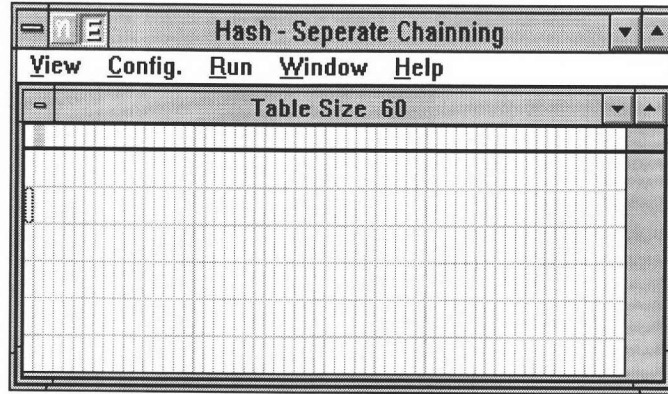 Hash - Seperate Chainning
View Config. Run Window Help
Table Size 60